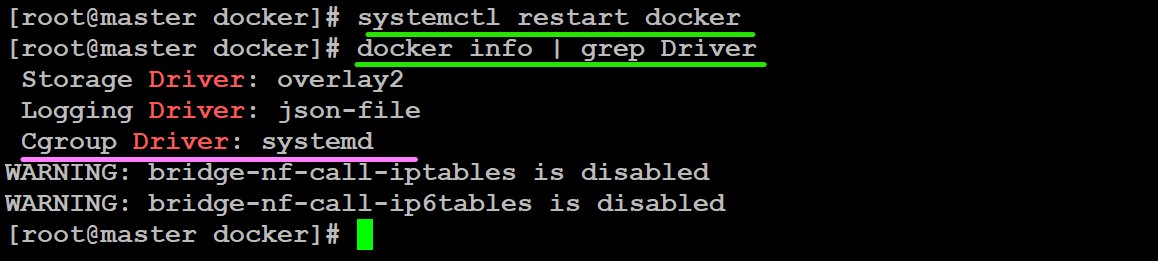 [root@master docker]# systemctl restart docker
[root@master docker]# docker info | grep Driver
Storage Driver: overlay2
Logging Driver: json-file
Cgroup Driver: systemd
WARNING: bridge-nf-call-iptables is disabled
WARNING: bridge-nf-call-ip6tables is disabled
[root@master docker]#